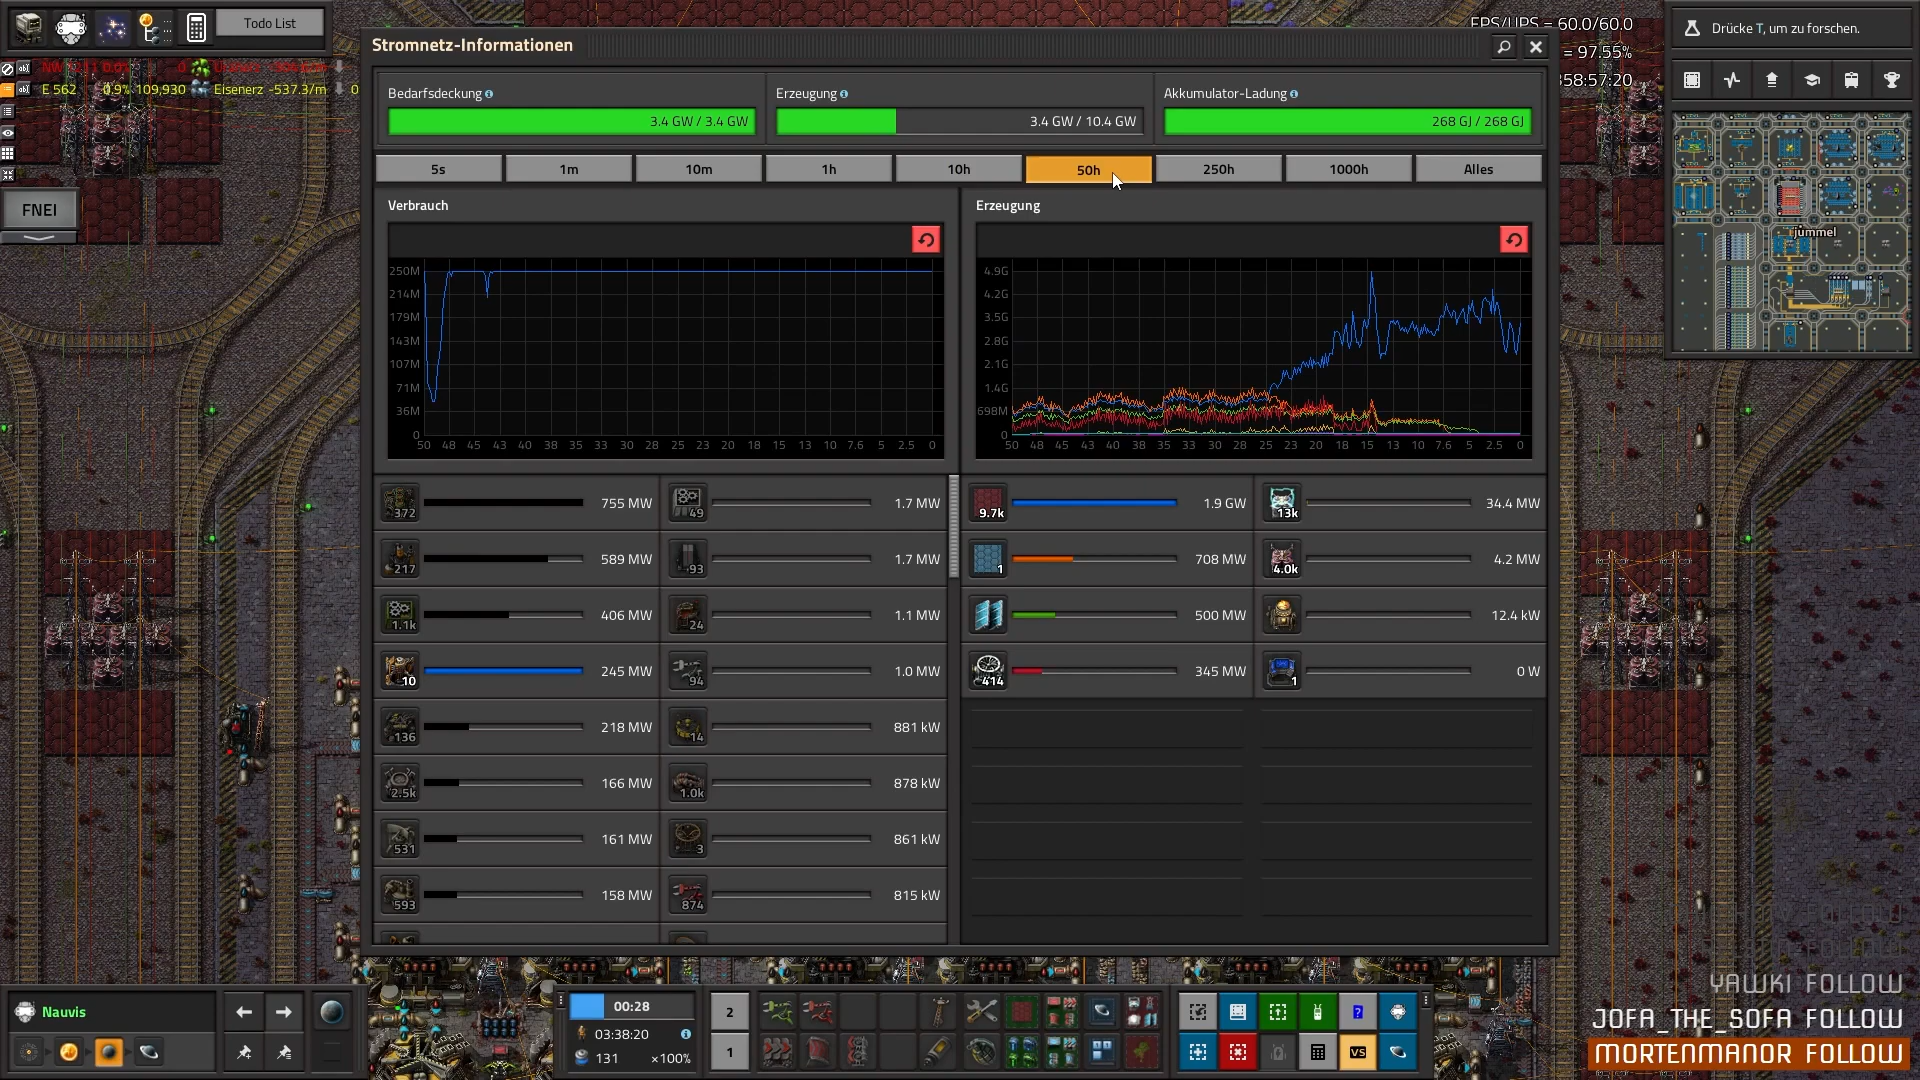 Todo List
Stromnetz-Informationen
FPS/UPS = 60.0/60.0
= 97.55%
358:57:20
Drücke T, um zu forschen.
E 562 0.9% 109,930 Eisenerz -537.3/m 0
FNEI
Bedarfsdeckung
3.4 GW / 3.4 GW
Erzeugung
3.4 GW / 10.4 GW
Akkumulator-Ladung
268 GJ / 268 GJ
5s 1m 10m 1h 10h 50h 250h 1000h Alles
Verbrauch
250M
214M
179M
143M
107M
71M
36M
0
50 48 45 43 40 38 35 33 30 28 25 23 20 18 15 13 10 7.6 5 2.5 0
Erzeugung
4.9G
4.2G
3.5G
2.8G
2.1G
1.4G
698M
0
50 48 45 43 40 38 35 33 30 28 25 23 20 18 15 13 10 7.6 5 2.5 0
jümmel
372 755 MW 49 1.7 MW
217 589 MW 93 1.7 MW
1.1k 406 MW 24 1.1 MW
10 245 MW 94 1.0 MW
136 218 MW 14 881 kW
2.5k 166 MW 1.0k 878 kW
531 161 MW 3 861 kW
593 158 MW 874 815 kW
9.7k 1.9 GW 13k 34.4 MW
1 708 MW 4.0k 4.2 MW
500 MW 12.4 kW
414 345 MW 1 0 W
Nauvis
00:28
03:38:20
131 ×100%
2
1
VS
YAWKI FOLLOW
JOFA_THE_SOFA FOLLOW
MORTENMANOR FOLLOW